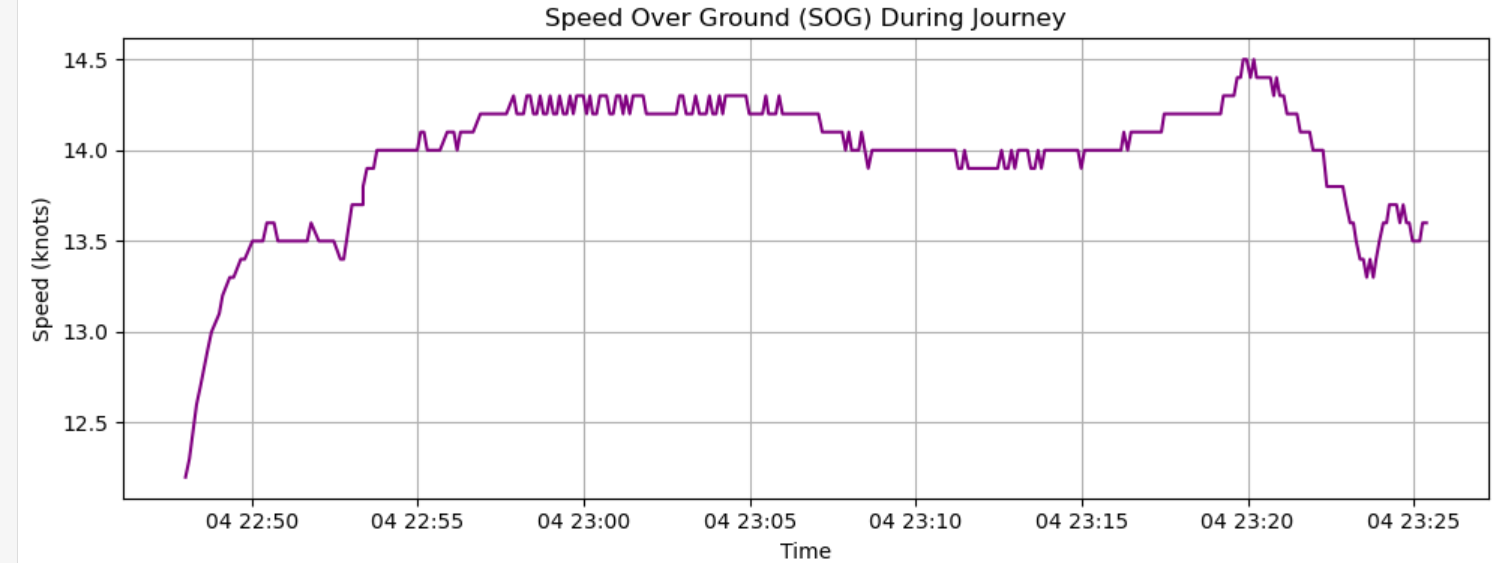 Speed Over Ground (SOG) During Journey
14.5
14.0
13.5
13.0
12.5
Speed (knots)
04 22:50 04 22:55 04 23:00 04 23:05 04 23:10 04 23:15 04 23:20 04 23:25
Time